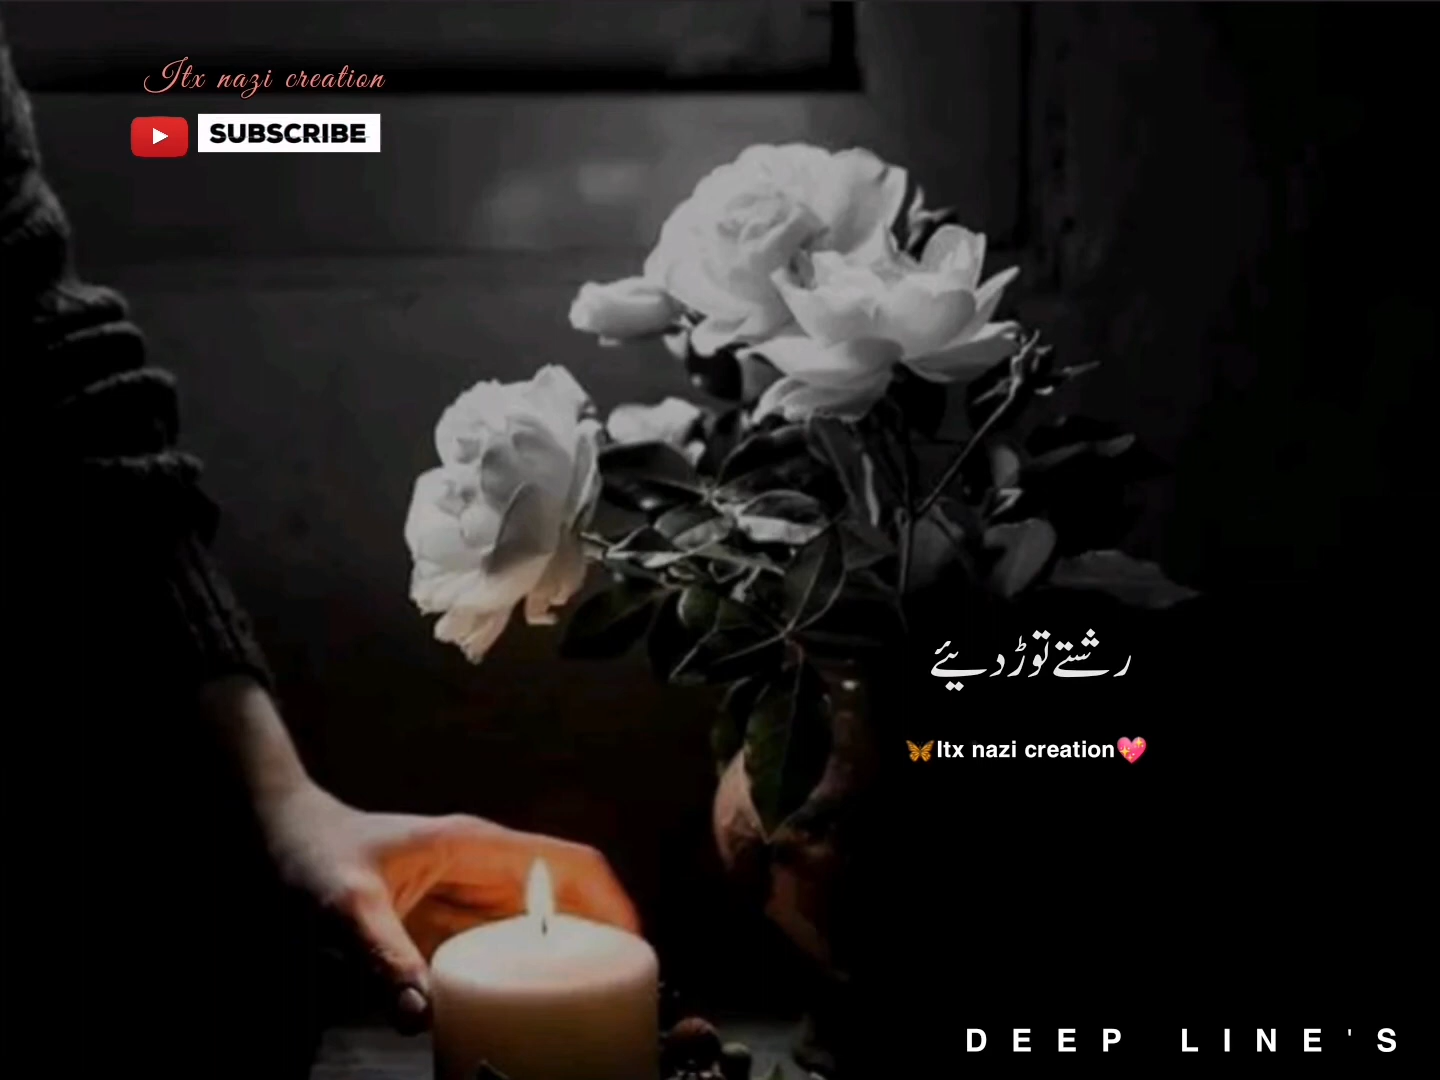 Itx nazi creation
SUBSCRIBE
رشتے توڑ دیئے
🦋Itx nazi creation💖
DEEP LINE'S